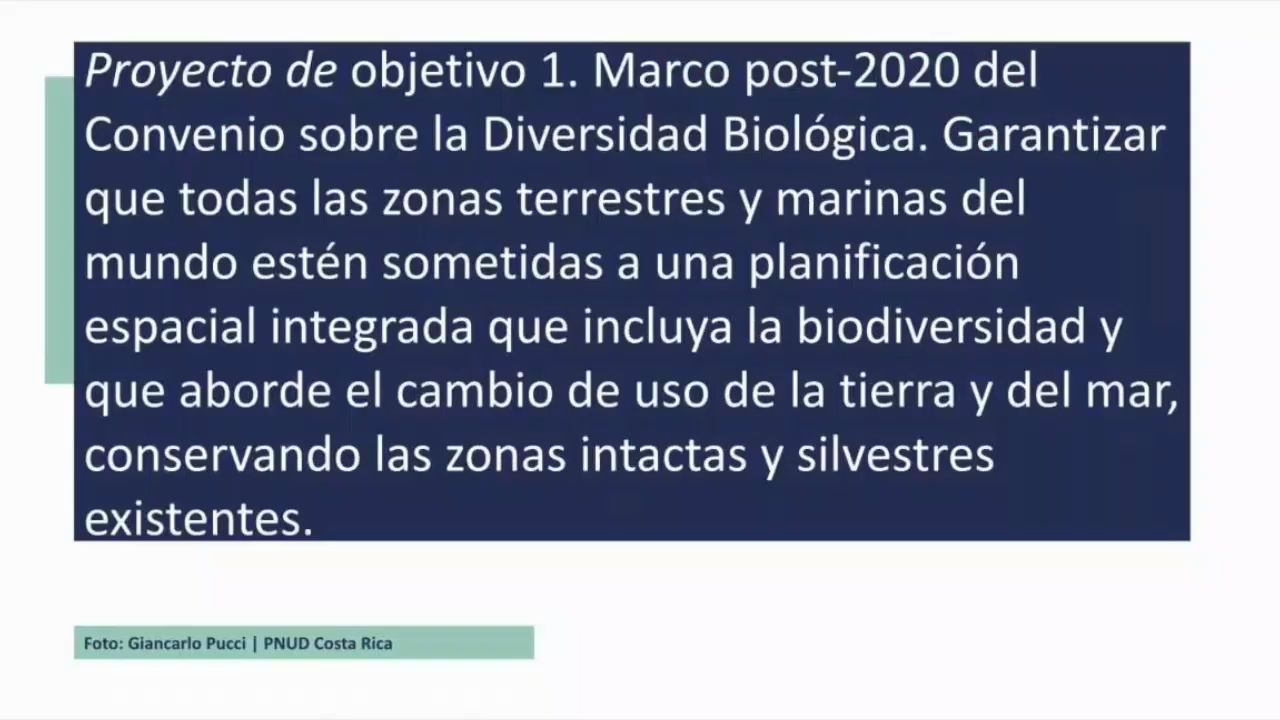 Proyecto de objetivo 1. Marco post-2020 del
Convenio sobre la Diversidad Biológica. Garantizar
que todas las zonas terrestres y marinas del
mundo estén sometidas a una planificación
espacial integrada que incluya la biodiversidad y
que aborde el cambio de uso de la tierra y del mar,
conservando las zonas intactas y silvestres
existentes.
Foto: Giancarlo Pucci | PNUD Costa Rica